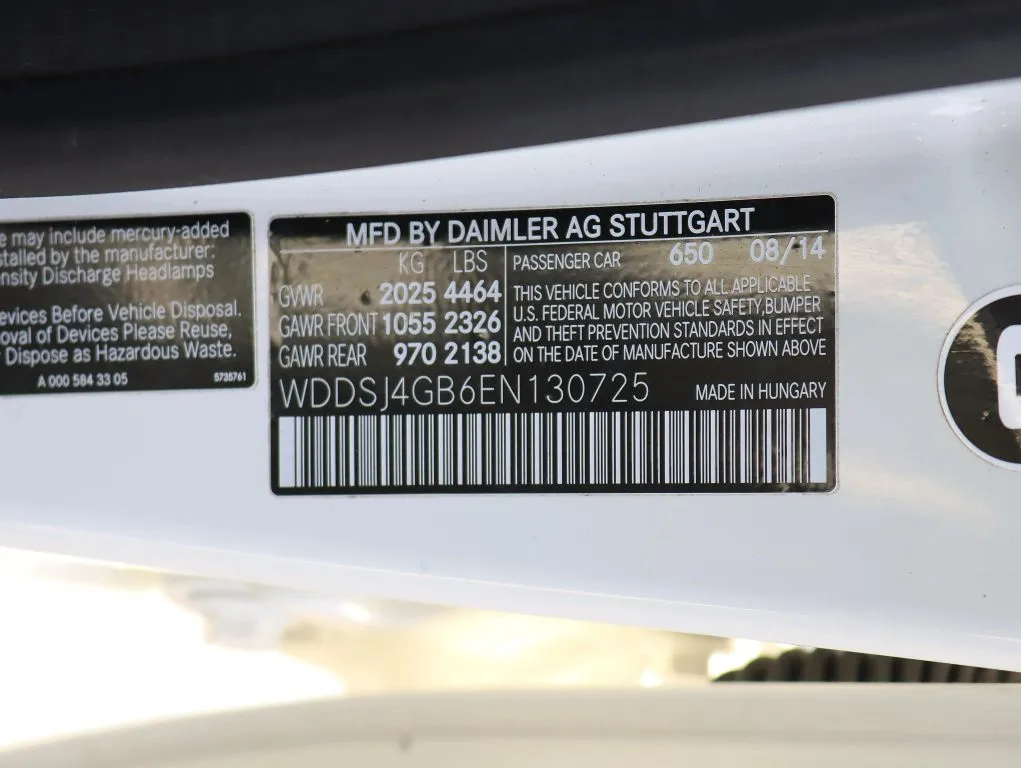 e may include mercury-added
stalled by the manufacturer:
nsity Discharge Headlamps
evices Before Vehicle Disposal.
oval of Devices Please Reuse,
Dispose as Hazardous Waste.
A 000 584 33 05 5735761
MFD BY DAIMLER AG STUTTGART
KG LBS
GVWR 2025 4464
GAWR FRONT 1055 2326
GAWR REAR 970 2138
PASSENGER CAR 650 08/14
THIS VEHICLE CONFORMS TO ALL APPLICABLE
U.S. FEDERAL MOTOR VEHICLE SAFETY,BUMPER
AND THEFT PREVENTION STANDARDS IN EFFECT
ON THE DATE OF MANUFACTURE SHOWN ABOVE
WDDSJ4GB6EN130725 MADE IN HUNGARY